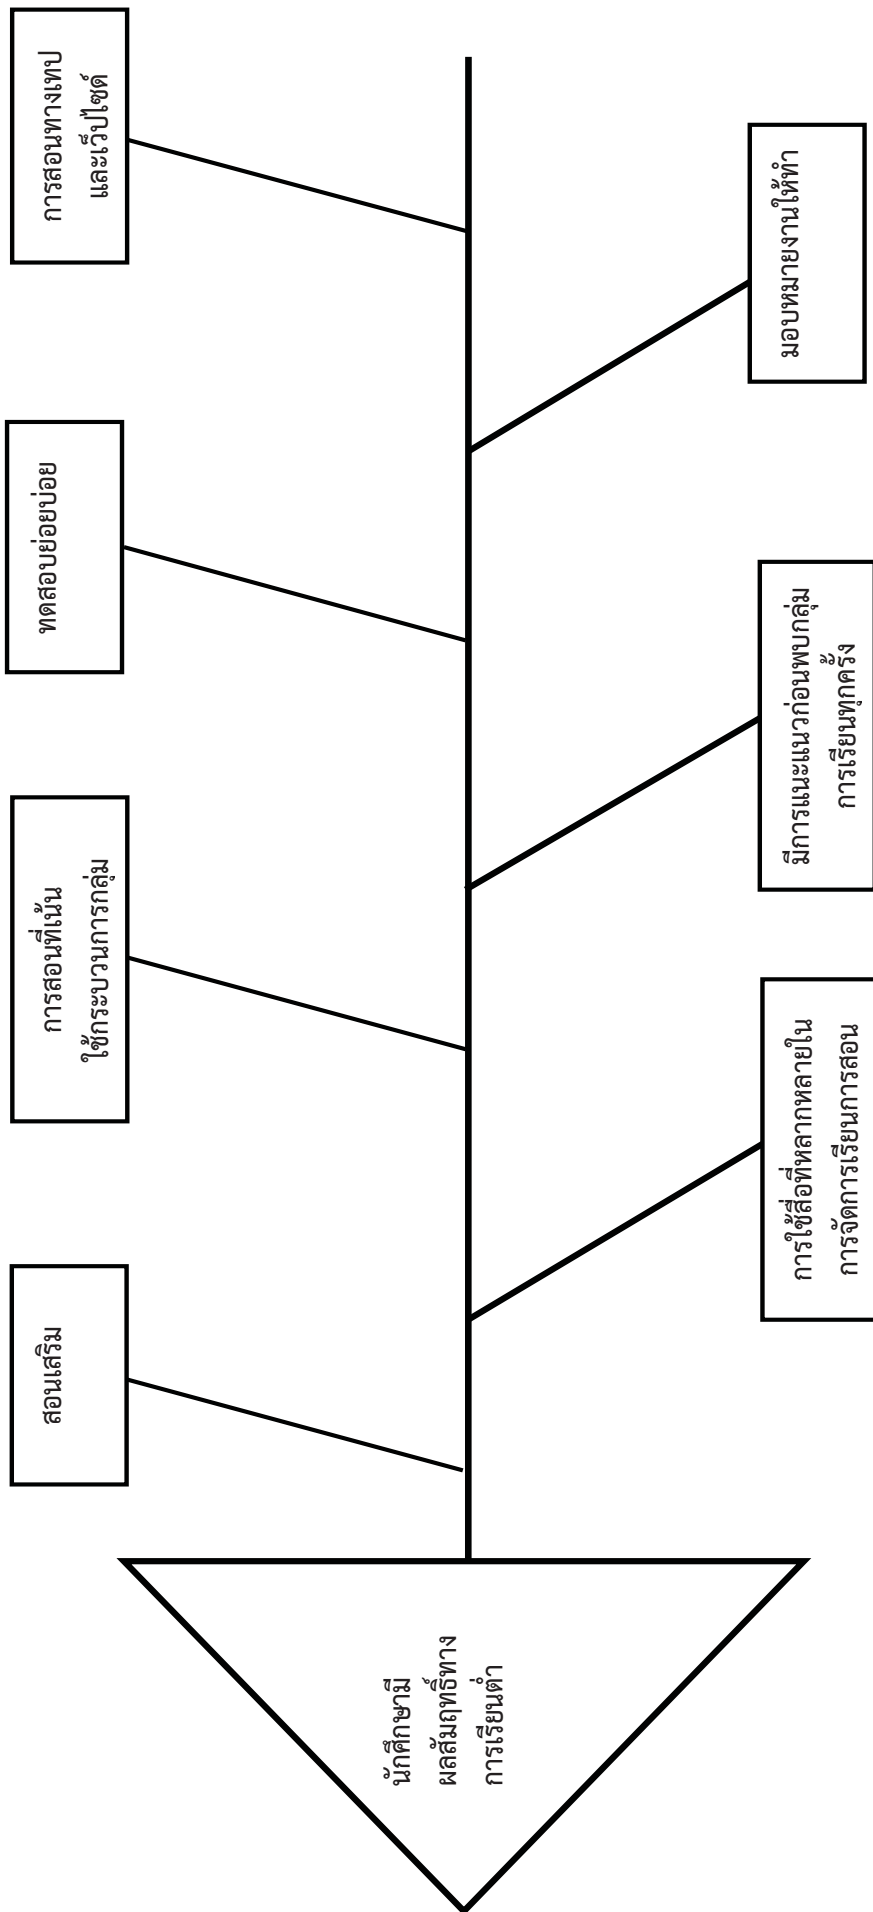 สอนเสริม
การสอนที่เน้น
ใช้กระบวนการกลุ่ม
ทดสอบย่อยบ่อย
การสอนทางเทป
และเว็ปไซด์
นักศึกษามี
ผลสัมฤทธิ์ทาง
การเรียนต่ำ
การใช้สื่อที่หลากหลายใน
การจัดการเรียนการสอน
มีการแนะแนวก่อนพบกลุ่ม
การเรียนทุกครั้ง
มอบหมายงานให้ทำ